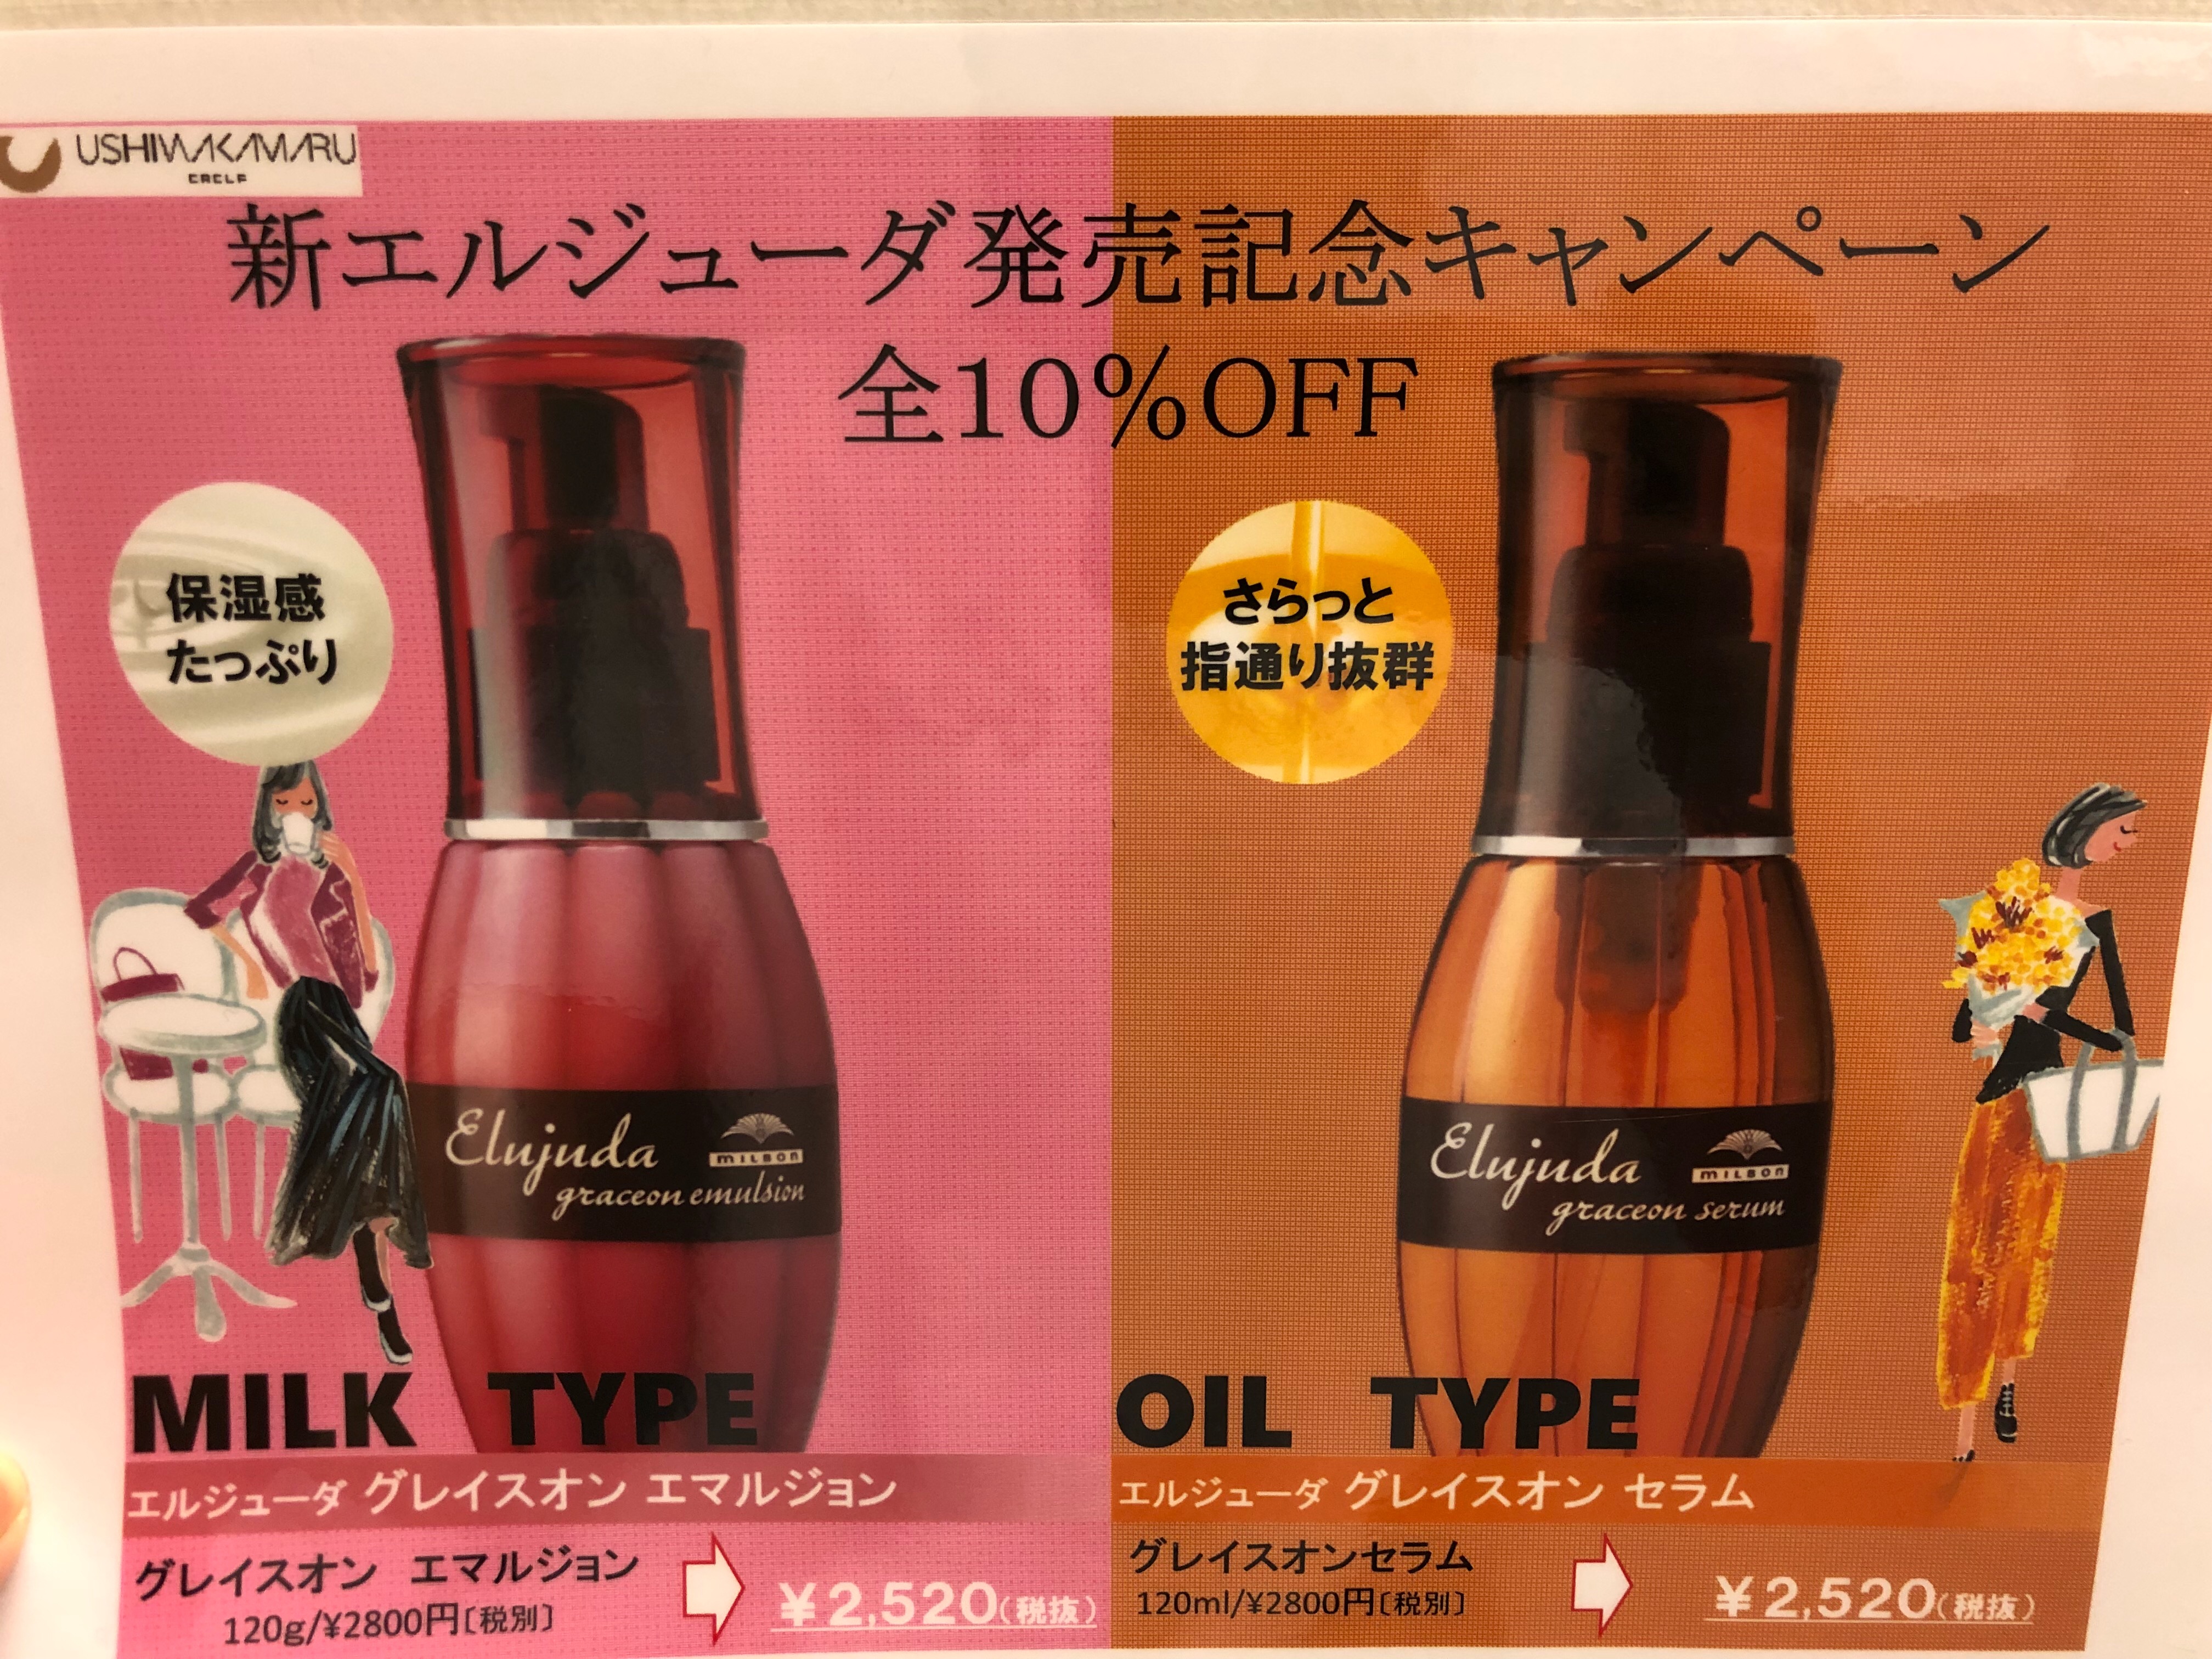 USHIWAKAMARU
新エルジューダ発売記念キャンペーン
全10%OFF
保湿感
たっぷり
さらっと
指通り抜群
Elujuda
MILBON
graceon emulsion
Elujuda
MILBON
graceon serum
MILK TYPE
OIL TYPE
エルジューダ グレイスオン エマルジョン
エルジューダ グレイスオン セラム
グレイスオン エマルジョン
120g/¥2800円〔税別〕
¥2,520(税抜)
グレイスオンセラム
120ml/¥2800円〔税別〕
¥2,520(税抜)